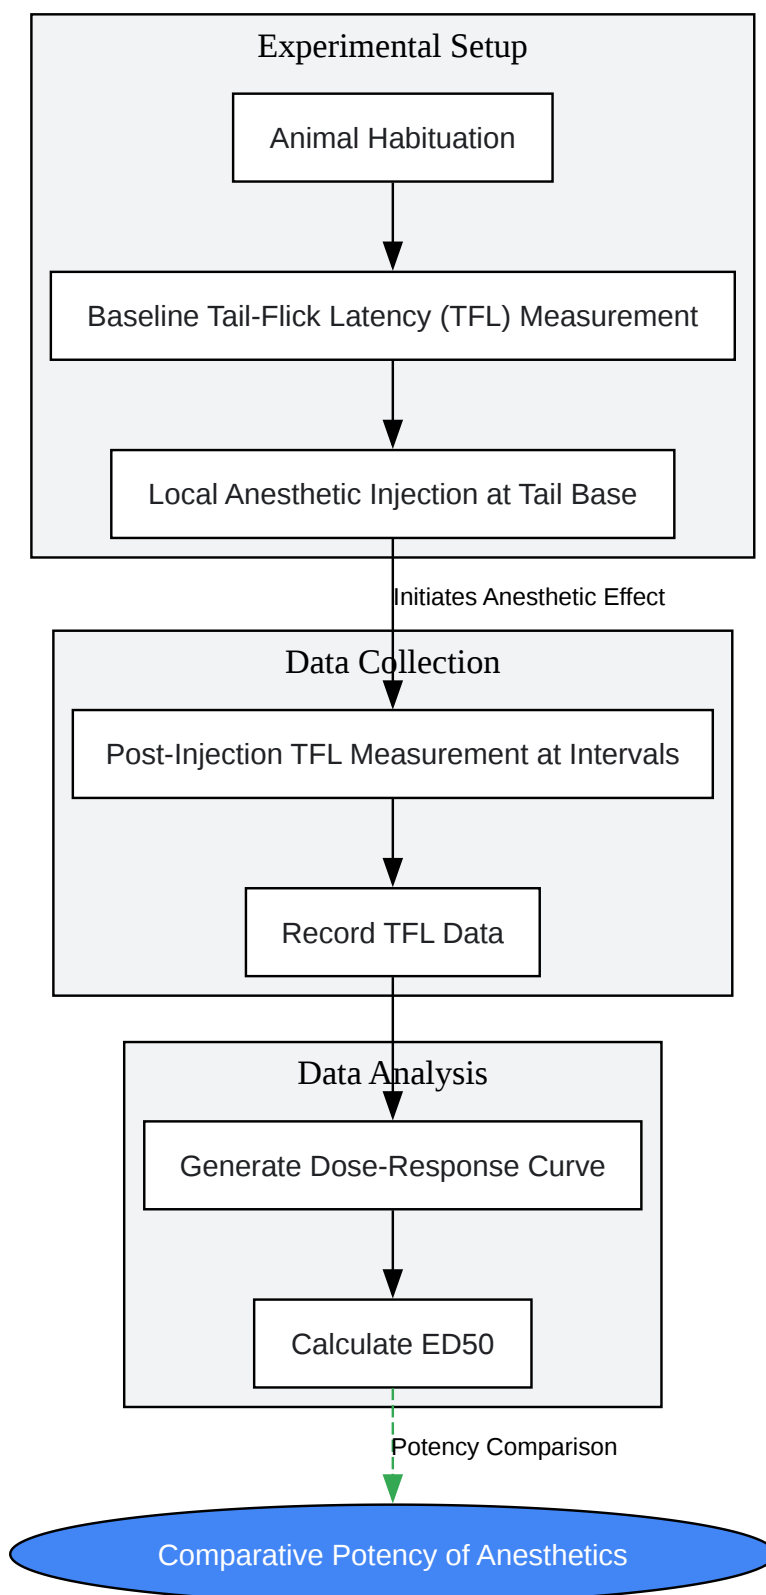 Experimental Setup
Animal Habituation
Baseline Tail-Flick Latency (TFL) Measurement
Local Anesthetic Injection at Tail Base
Initiates Anesthetic Effect
Data Collection
Post-Injection TFL Measurement at Intervals
Record TFL Data
Data Analysis
Generate Dose-Response Curve
Calculate ED50
Potency Comparison
Comparative Potency of Anesthetics